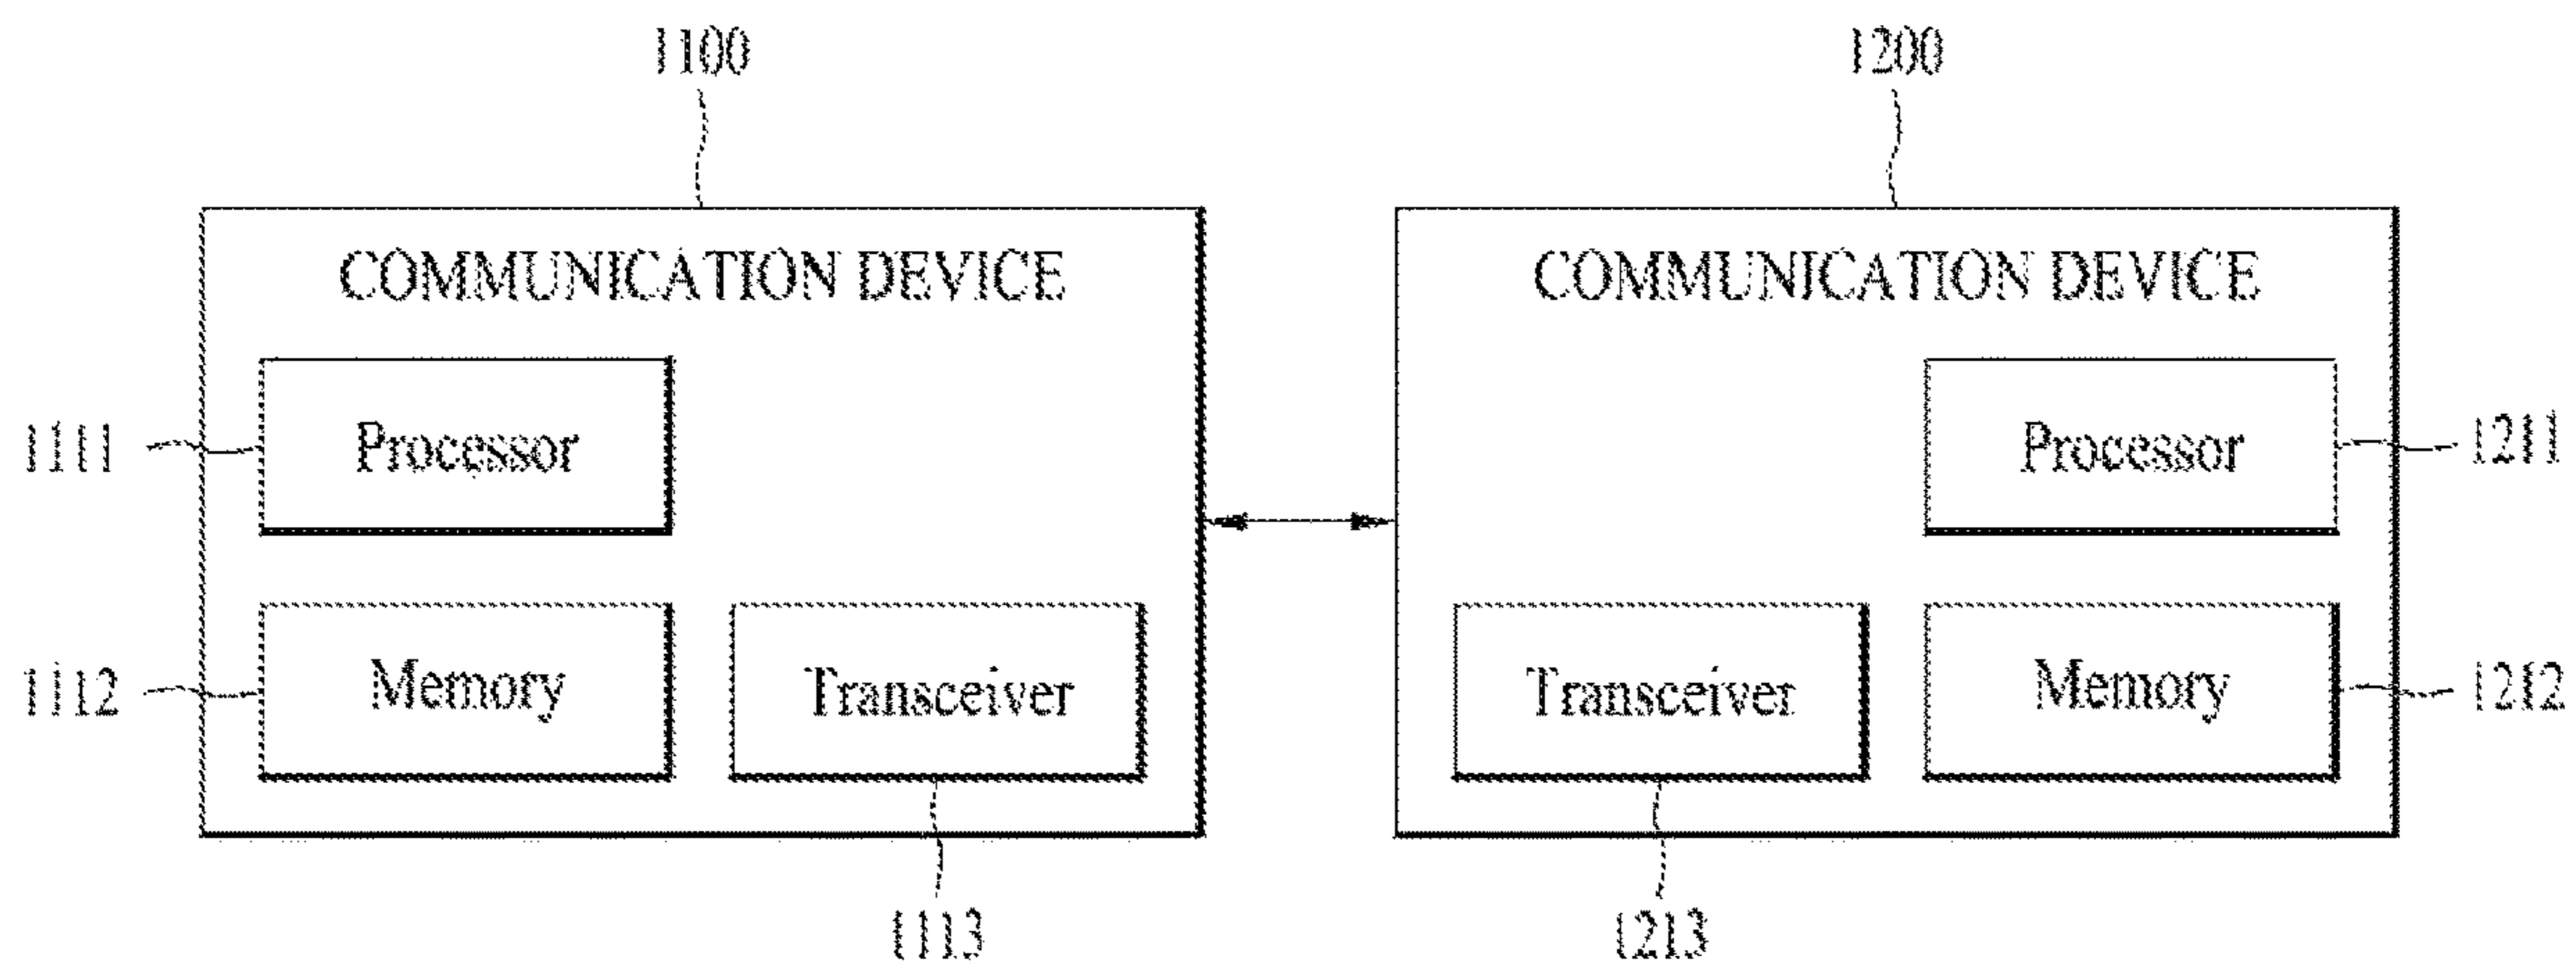 1100
1200
COMMUNICATION DEVICE
COMMUNICATION DEVICE
1111
Processor
Processor
1211
1112
Memory
Transceiver
Transceiver
Memory
1212
1113
1213